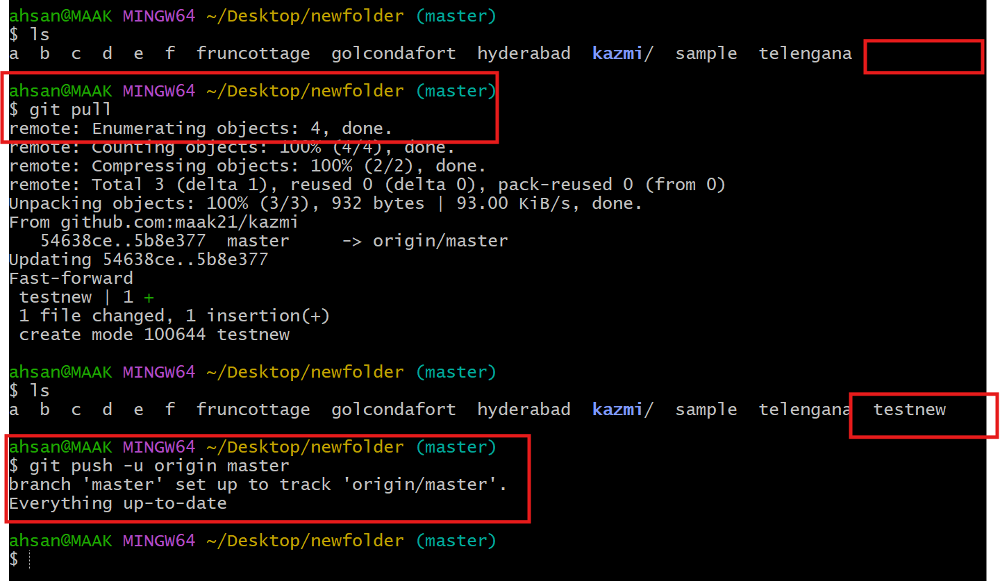 ahsan@MAAK MINGW64 ~/Desktop/newfolder (master)
$ ls
a  b  c  d  e  f  fruncottage  golcondafort  hyderabad  kazmi/  sample  telengana
ahsan@MAAK MINGW64 ~/Desktop/newfolder (master)
$ git pull
remote: Enumerating objects: 4, done.
remote: Counting objects: 100% (4/4), done.
remote: Compressing objects: 100% (2/2), done.
remote: Total 3 (delta 1), reused 0 (delta 0), pack-reused 0 (from 0)
Unpacking objects: 100% (3/3), 932 bytes | 93.00 KiB/s, done.
From github.com:maak21/kazmi
   54638ce..5b8e377  master     -> origin/master
Updating 54638ce..5b8e377
Fast-forward
 testnew | 1 +
 1 file changed, 1 insertion(+)
 create mode 100644 testnew
ahsan@MAAK MINGW64 ~/Desktop/newfolder (master)
$ ls
a  b  c  d  e  f  fruncottage  golcondafort  hyderabad  kazmi/  sample  telengana  testnew
ahsan@MAAK MINGW64 ~/Desktop/newfolder (master)
$ git push -u origin master
branch 'master' set up to track 'origin/master'.
Everything up-to-date
ahsan@MAAK MINGW64 ~/Desktop/newfolder (master)
$